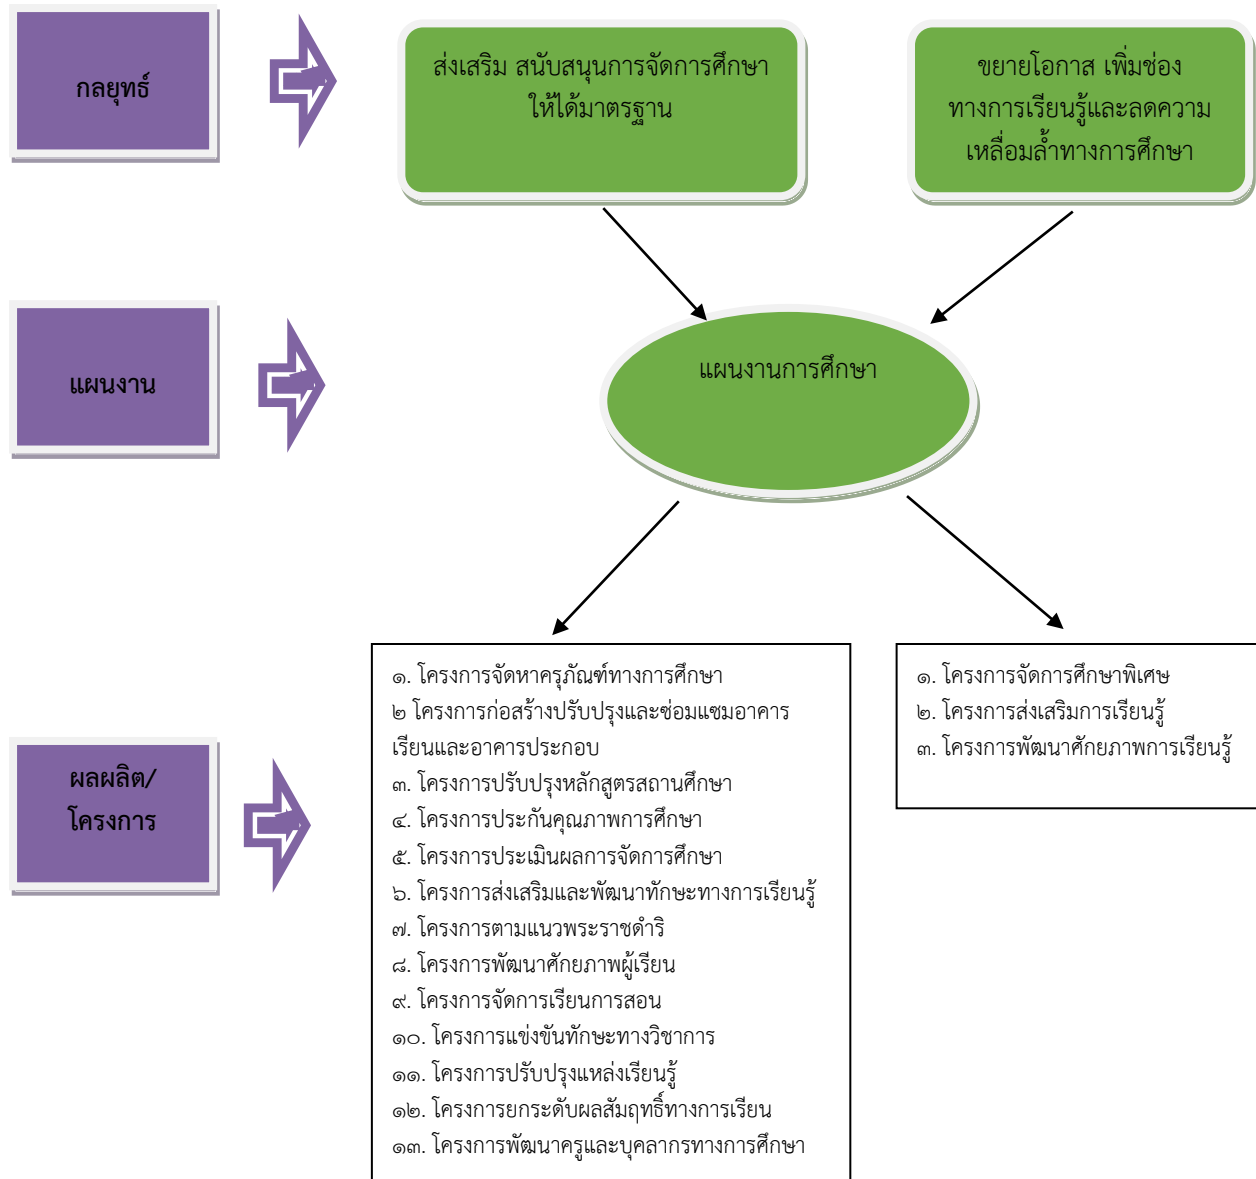 กลยุทธ์
ส่งเสริม สนับสนุนการจัดการศึกษา
ให้ได้มาตรฐาน
ขยายโอกาส เพิ่มช่อง
ทางการเรียนรู้และลดความ
เหลื่อมล้ำทางการศึกษา
แผนงาน
แผนงานการศึกษา
ผลผลิต/
โครงการ
๑. โครงการจัดหาครุภัณฑ์ทางการศึกษา
๒ โครงการก่อสร้างปรับปรุงและซ่อมแซมอาคาร
เรียนและอาคารประกอบ
๓. โครงการปรับปรุงหลักสูตรสถานศึกษา
๔. โครงการประกันคุณภาพการศึกษา
๕. โครงการประเมินผลการจัดการศึกษา
๖. โครงการส่งเสริมและพัฒนาทักษะทางการเรียนรู้
๗. โครงการตามแนวพระราชดำริ
๘. โครงการพัฒนาศักยภาพผู้เรียน
๙. โครงการจัดการเรียนการสอน
๑๐. โครงการแข่งขันทักษะทางวิชาการ
๑๑. โครงการปรับปรุงแหล่งเรียนรู้
๑๒. โครงการยกระดับผลสัมฤทธิ์ทางการเรียน
๑๓. โครงการพัฒนาครูและบุคลากรทางการศึกษา
๑. โครงการจัดการศึกษาพิเศษ
๒. โครงการส่งเสริมการเรียนรู้
๓. โครงการพัฒนาศักยภาพการเรียนรู้